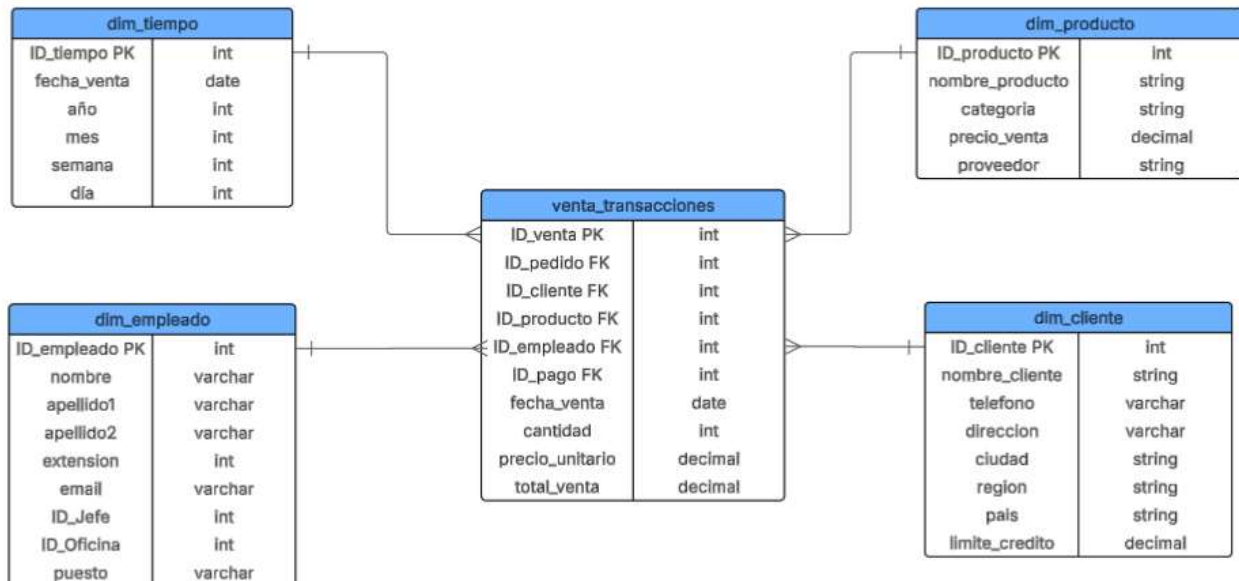 dim_tiempo
ID_tiempo PK int
fecha_venta date
año int
mes int
semana int
día int
dim_producto
ID_producto PK int
nombre_producto string
categoria string
precio_venta decimal
proveedor string
venta_transacciones
ID_venta PK int
ID_pedido FK int
ID_cliente FK int
ID_producto FK int
ID_empleado FK int
ID_pago FK int
fecha_venta date
cantidad int
precio_unitario decimal
total_venta decimal
dim_empleado
ID_empleado PK int
nombre varchar
apellido1 varchar
apellido2 varchar
extension int
email varchar
ID_Jefe int
ID_Oficina int
puesto varchar
dim_cliente
ID_cliente PK int
nombre_cliente string
telefono varchar
direccion varchar
ciudad string
region string
pais string
limite_credito decimal